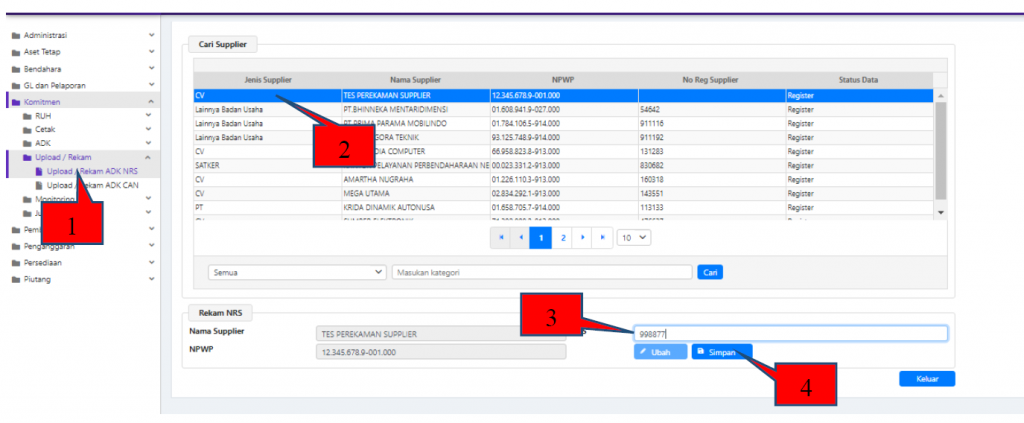 Administrasi
Aset Tetap
Bendahara
GL dan Pelaporan
Komitmen
RUH
Cetak
ADK
Upload / Rekam
Upload / Rekam ADK NRS
Upload / Rekam ADK CAN
Monitoring
1
Penganggaran
Persediaan
Piutang
Cari Supplier
Jenis Supplier Nama Supplier NPWP No Reg Supplier Status Data
CV TES PEREKAMAN SUPPLIER 12.345.678.9-001.000 Register
Lainnya Badan Usaha PT.BHINNEKA MENTARIDIMENSI 01.608.941.9-027.000 54642 Register
Lainnya Badan Usaha PT PRIMA PARAMA MOBILINDO 01.784.106.5-914.000 911116 Register
Lainnya Badan Usaha GORA TEKNIK 93.125.748.9-914.000 911192 Register
CV DIA COMPUTER 66.958.823.8-913.000 131283 Register
SATKER PELAYANAN PERBENDAHARAAN NE 00.023.331.2-913.000 830682 Register
CV AMARTHA NUGRAHA 01.226.110.3-913.000 160318 Register
CV MEGA UTAMA 02.834.292.1-913.000 143551 Register
PT KRIDA DINAMIK AUTONUSA 01.658.705.7-914.000 113133 Register
2
1 2 10
Semua Masukan kategori Cari
Rekam NRS
Nama Supplier TES PEREKAMAN SUPPLIER 998877
NPWP 12.345.678.9-001.000 Ubah Simpan
3
4
Keluar